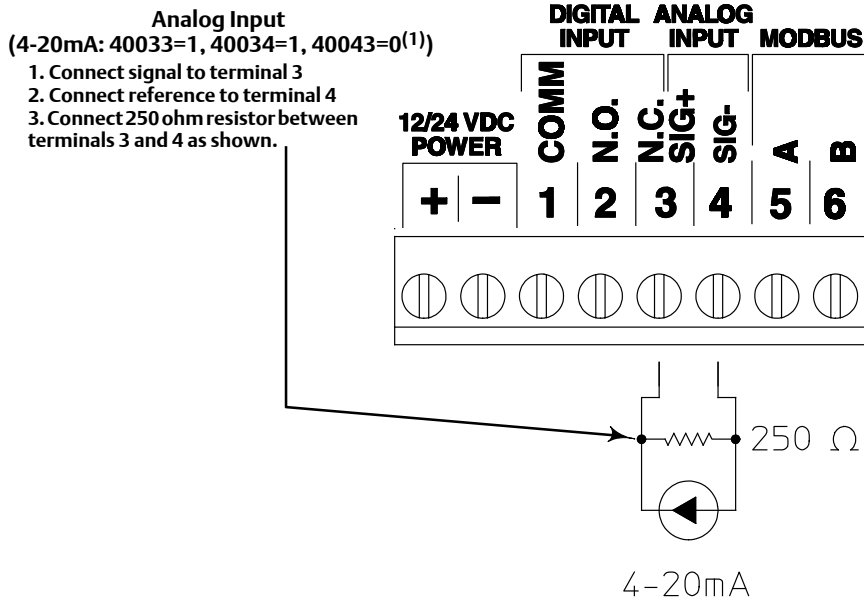 Analog Input
(4-20mA: 40033=1, 40034=1, 40043=0(1))
1. Connect signal to terminal 3
2. Connect reference to terminal 4
3. Connect 250 ohm resistor between
terminals 3 and 4 as shown.
DIGITAL INPUT
ANALOG INPUT
MODBUS
12/24 VDC
POWER
COMM
N.O.
N.C.
SIG+
SIG-
A
B
+ - 1 2 3 4 5 6
250 Ω
4-20mA